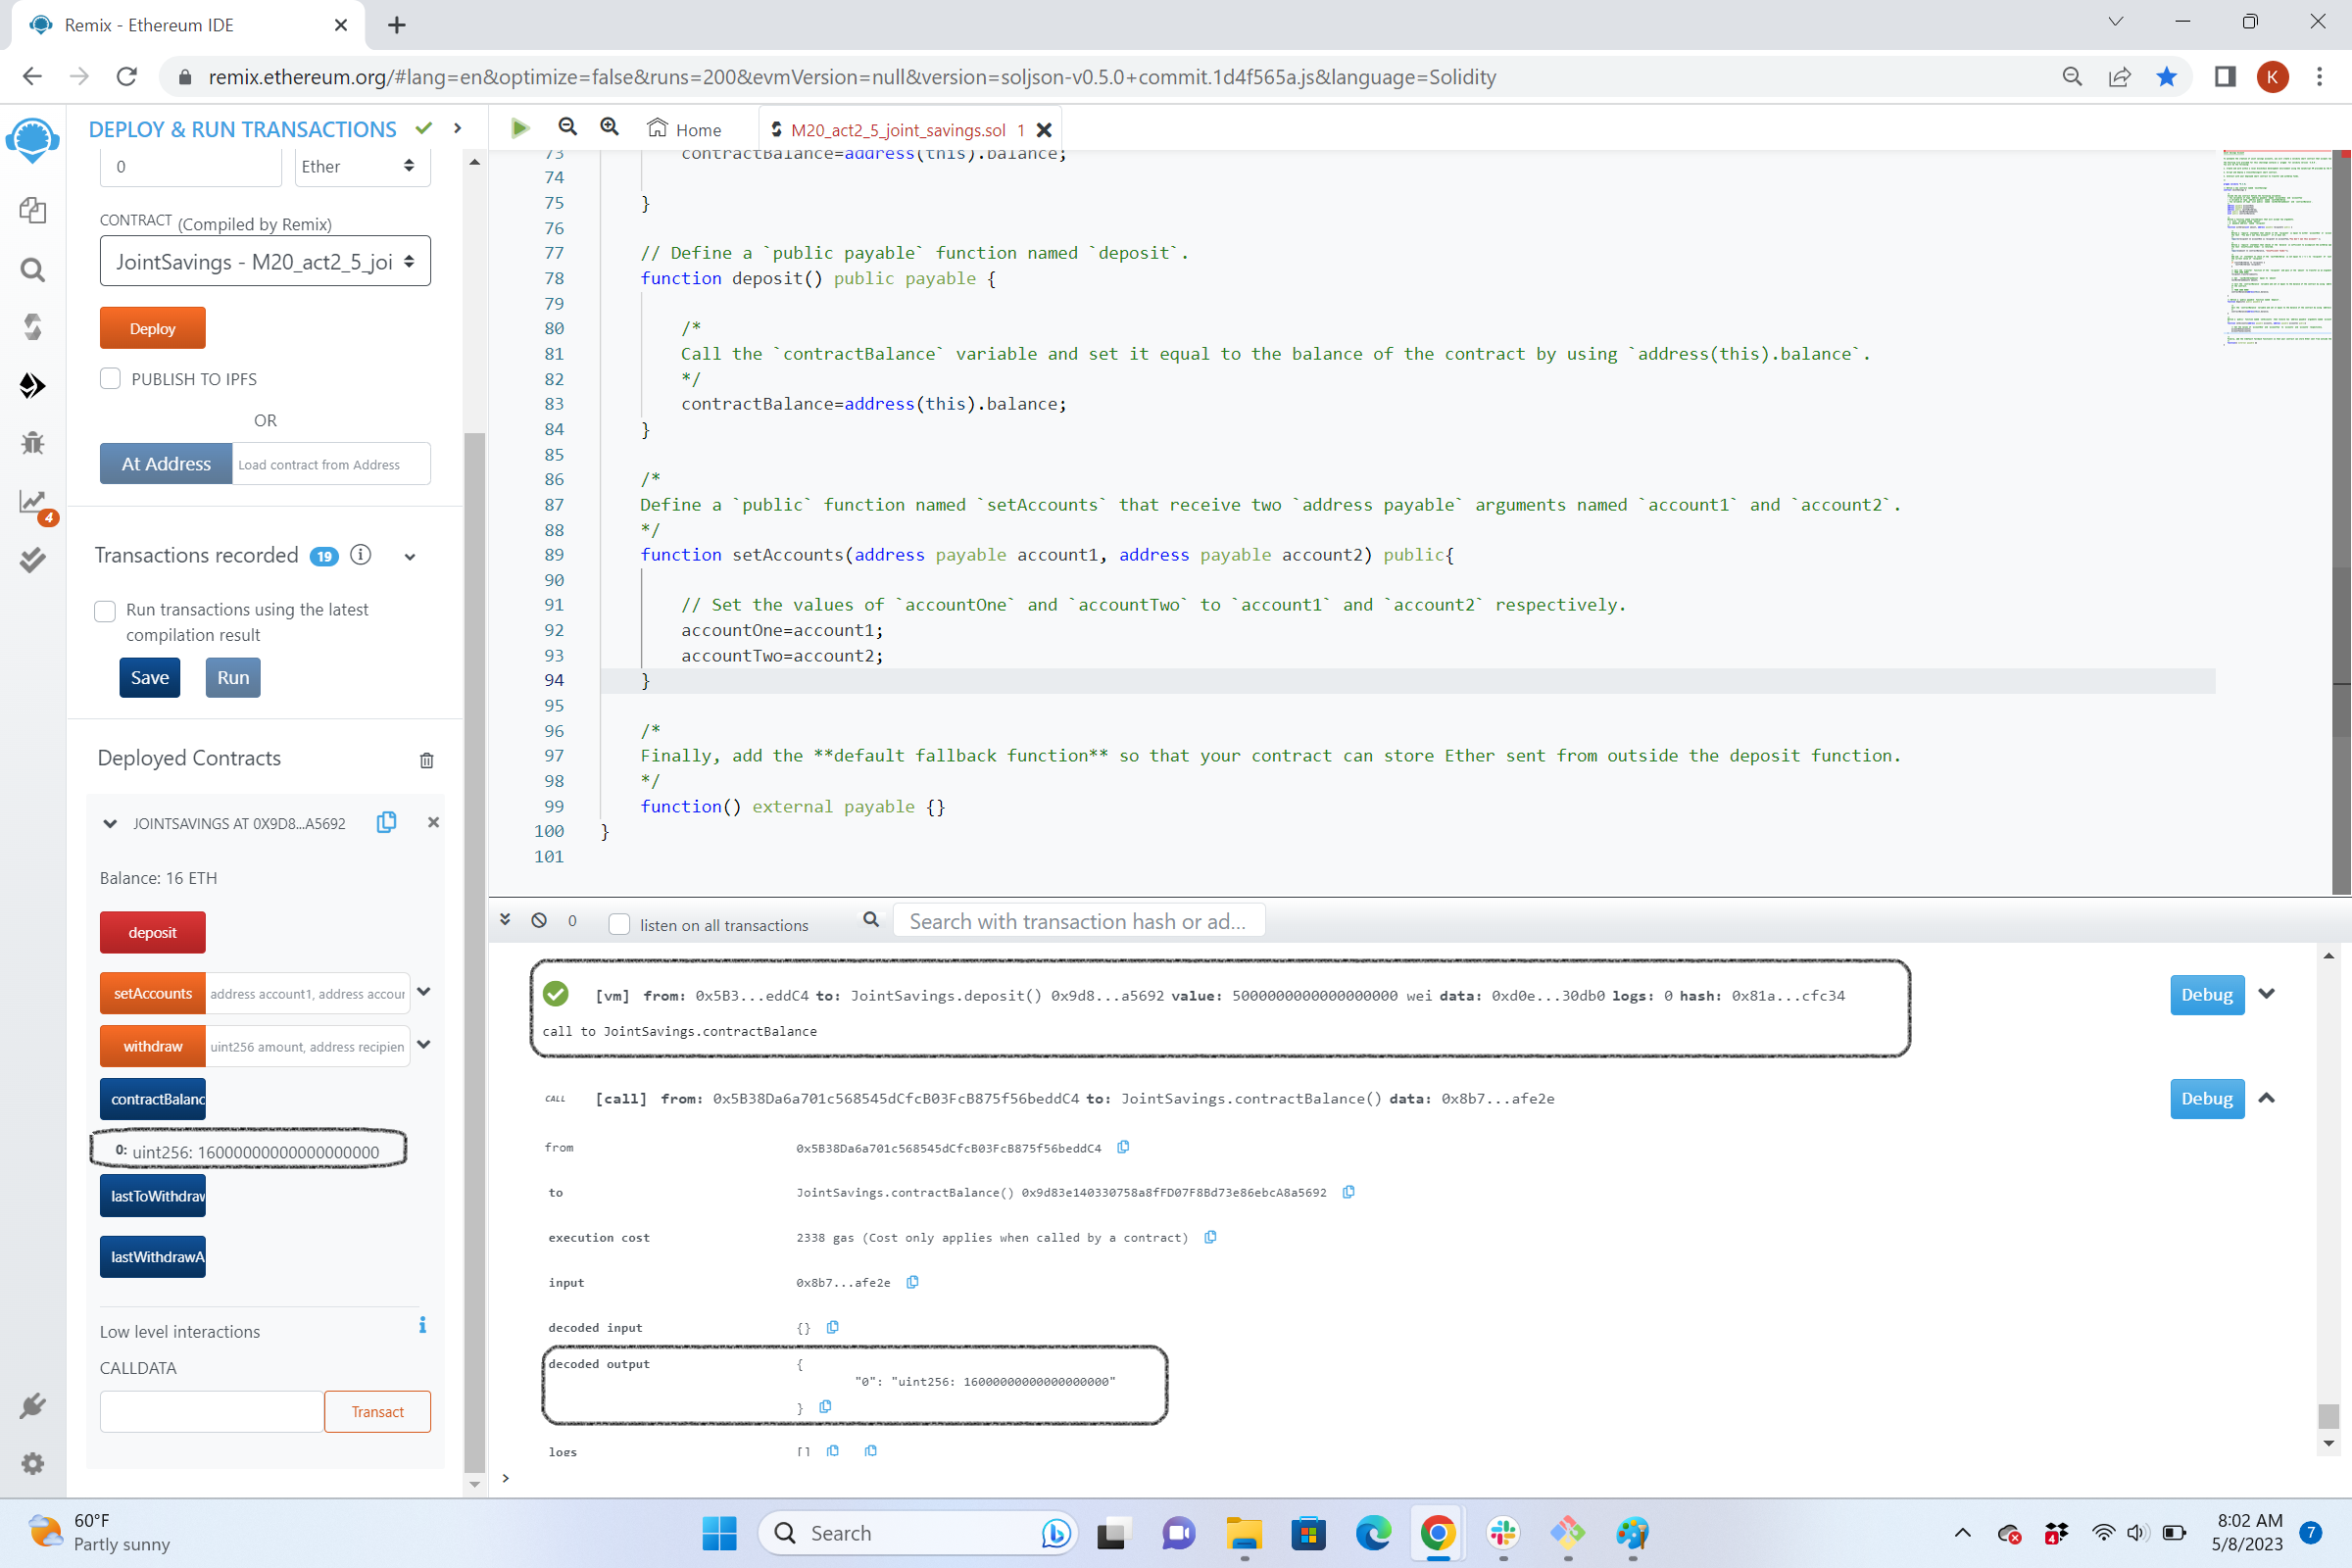 Remix - Ethereum IDE
remix.ethereum.org/#lang=en&optimize=false&runs=200&evmVersion=null&version=soljson-v0.5.0+commit.1d4f565a.js&language=Solidity
K
DEPLOY & RUN TRANSACTIONS
0
Ether
CONTRACT (Compiled by Remix)
JointSavings - M20_act2_5_joi
Deploy
PUBLISH TO IPFS
OR
At Address
Load contract from Address
4
Transactions recorded 19
Run transactions using the latest
compilation result
Save
Run
Deployed Contracts
JOINTSAVINGS AT 0X9D8...A5692
Balance: 16 ETH
deposit
setAccounts
address account1, address accour
withdraw
uint256 amount, address recipien
contractBalanc
0: uint256: 16000000000000000000
lastToWithdraw
lastWithdrawA
Low level interactions
CALLDATA
Transact
Home
M20_act2_5_joint_savings.sol 1
73 contractBalance=address(this).balance;
74
75 }
76
77 // Define a `public payable` function named `deposit`.
78 function deposit() public payable {
79
80 /*
81 Call the `contractBalance` variable and set it equal to the balance of the contract by using `address(this).balance`.
82 */
83 contractBalance=address(this).balance;
84 }
85
86 /*
87 Define a `public` function named `setAccounts` that receive two `address payable` arguments named `account1` and `account2`.
88 */
89 function setAccounts(address payable account1, address payable account2) public{
90
91 // Set the values of `accountOne` and `accountTwo` to `account1` and `account2` respectively.
92 accountOne=account1;
93 accountTwo=account2;
94 }
95
96 /*
97 Finally, add the **default fallback function** so that your contract can store Ether sent from outside the deposit function.
98 */
99 function() external payable {}
100 }
101
0
listen on all transactions
Search with transaction hash or ad...
[vm] from: 0x5B3...eddC4 to: JointSavings.deposit() 0x9d8...a5692 value: 5000000000000000000 wei data: 0xd0e...30db0 logs: 0 hash: 0x81a...cfc34
Debug
call to JointSavings.contractBalance
CALL [call] from: 0x5B38Da6a701c568545dCfcB03FcB875f56beddC4 to: JointSavings.contractBalance() data: 0x8b7...afe2e
Debug
from 0x5B38Da6a701c568545dCfcB03FcB875f56beddC4
to JointSavings.contractBalance() 0x9d83e140330758a8fFD07F8Bd73e86ebcA8a5692
execution cost 2338 gas (Cost only applies when called by a contract)
input 0x8b7...afe2e
decoded input {}
decoded output {
"0": "uint256: 16000000000000000000"
}
logs []
>
60°F
Partly sunny
Search
4
8:02 AM
5/8/2023
7